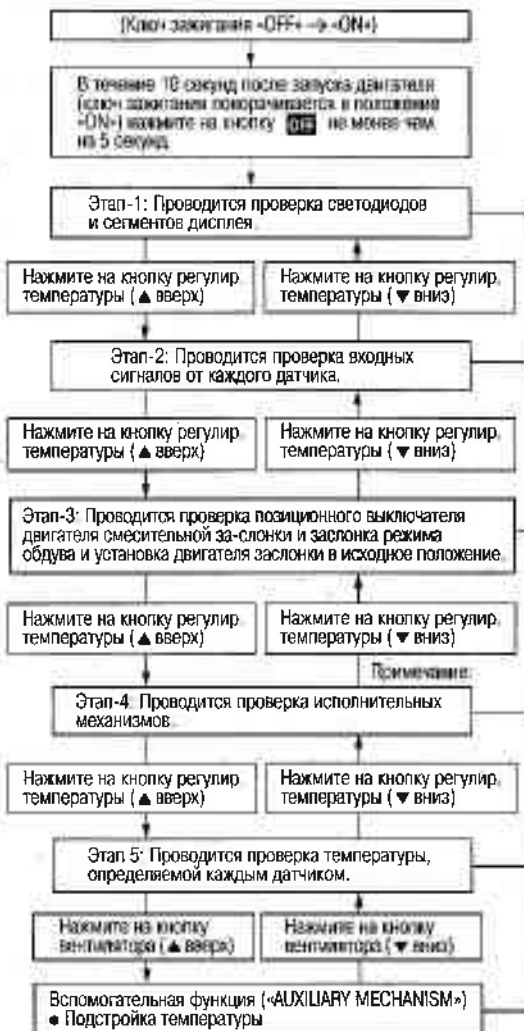 (Ключ зажигания «OFF» → «ON»)
В течение 10 секунд после запуска двигателя
(ключ зажигания поворачивается в положение
«ON») нажмите на кнопку OFF не менее чем
на 5 секунд.
Этап-1: Проводится проверка светодиодов
и сегментов дисплея.
Нажмите на кнопку регулир.
температуры (▲ вверх)
Нажмите на кнопку регулир.
температуры (▼ вниз)
Этап-2: Проводится проверка входных
сигналов от каждого датчика.
Нажмите на кнопку регулир.
температуры (▲ вверх)
Нажмите на кнопку регулир.
температуры (▼ вниз)
Этап-3: Проводится проверка позиционного выключателя
двигателя смесительной за-слонки и заслонка режима
обдува и установка двигателя заслонки в исходное положение.
Нажмите на кнопку регулир.
температуры (▲ вверх)
Нажмите на кнопку регулир.
температуры (▼ вниз)
Примечание:
Этап-4: Проводится проверка исполнительных
механизмов.
Нажмите на кнопку регулир.
температуры (▲ вверх)
Нажмите на кнопку регулир.
температуры (▼ вниз)
Этап 5: Проводится проверка температуры,
определяемой каждым датчиком.
Нажмите на кнопку
вентилятора (▲ вверх)
Нажмите на кнопку
вентилятора (▼ вниз)
Вспомогательная функция («AUXILIARY MECHANISM»)
● Подстройка температуры